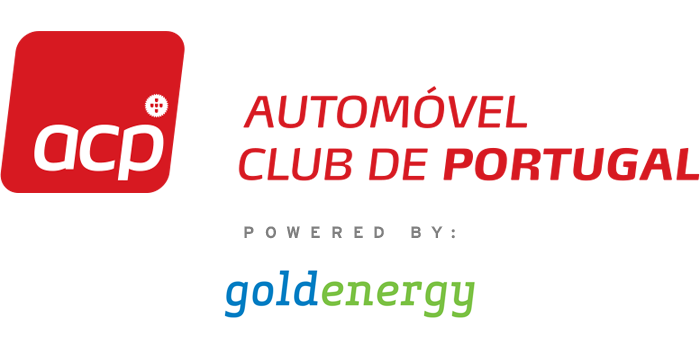 acp
AUTOMÓVEL
CLUB DE PORTUGAL
POWERED BY:
goldenergy